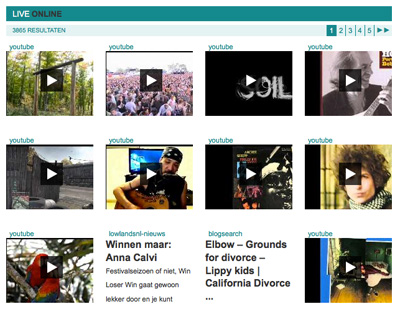 LIVE ONLINE
3865 RESULTATEN
1 2 3 4 5
youtube youtube youtube youtube
SOIL
youtube youtube youtube youtube
youtube lowlandsnl-nieuws blogsearch youtube
Winnen maar:
Anna Calvi
Festivalseizoen of niet, Win
Loser Win gaat gewoon
lekker door en je kunt
Elbow – Grounds
for divorce –
Lippy kids |
California Divorce
...